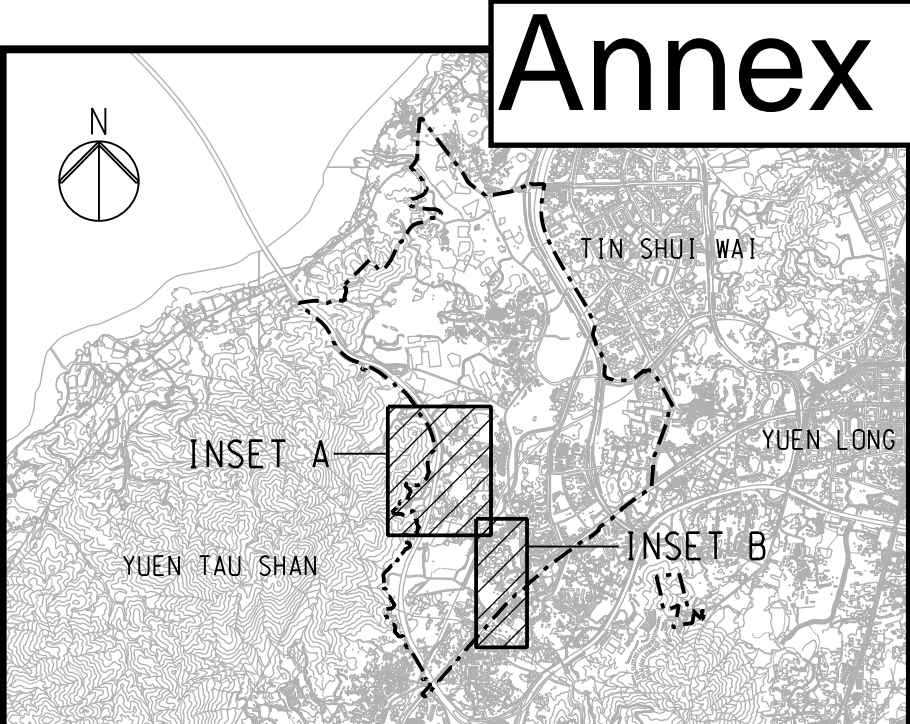 Annex
N
TIN SHUI WAI
YUEN LONG
INSET A
INSET B
YUEN TAU SHAN